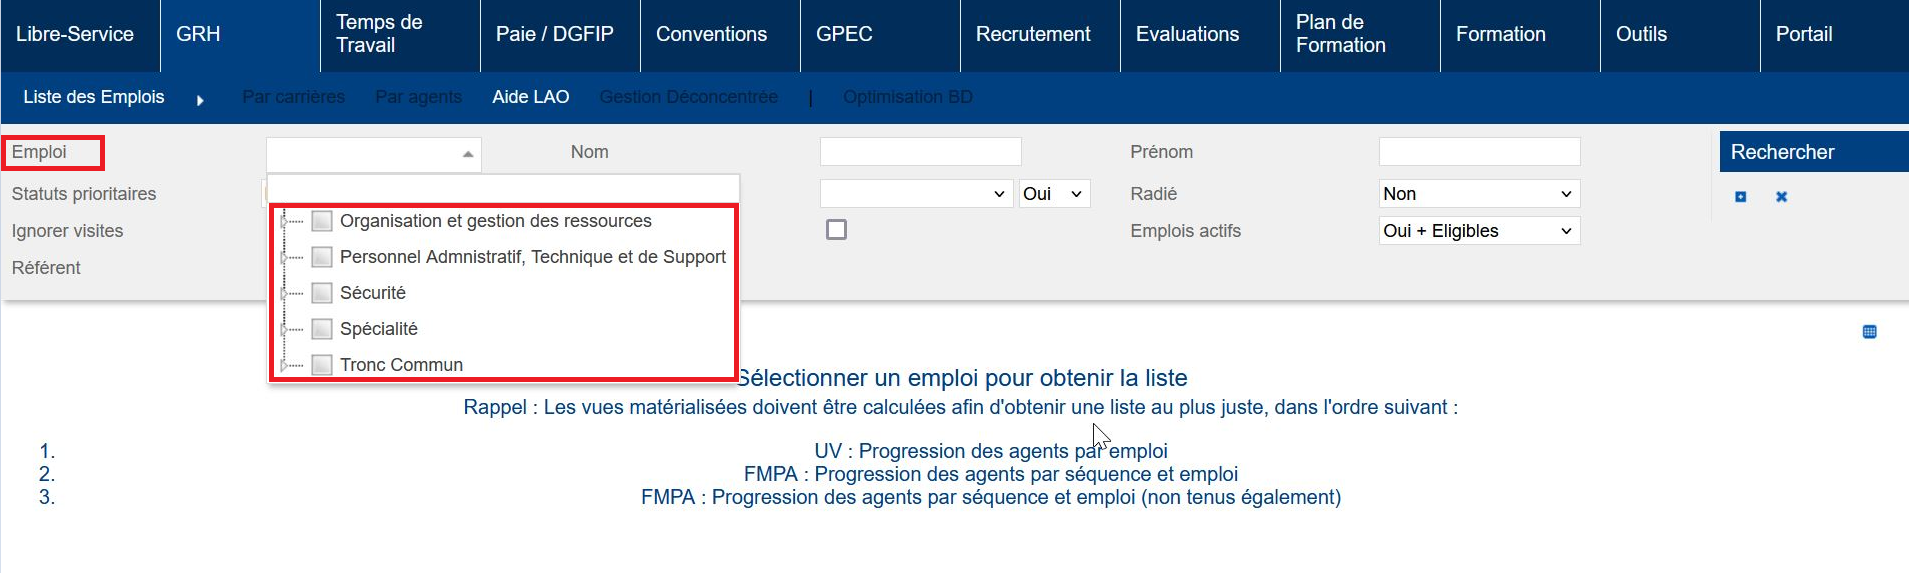 Libre-Service
GRH
Temps de
Travail
Paie / DGFIP
Conventions
GPEC
Recrutement
Evaluations
Plan de
Formation
Formation
Outils
Portail
Liste des Emplois
Par carrières
Par agents
Aide LAO
Gestion Déconcentrée
|
Optimisation BD
Emploi
Nom
Prénom
Rechercher
Statuts prioritaires
Oui
Radié
Non
Ignorer visites
Emplois actifs
Oui + Eligibles
Référent
Organisation et gestion des ressources
Personnel Admnistratif, Technique et de Support
Sécurité
Spécialité
Tronc Commun
Sélectionner un emploi pour obtenir la liste
Rappel : Les vues matérialisées doivent être calculées afin d'obtenir une liste au plus juste, dans l'ordre suivant :
1. UV : Progression des agents par emploi
2. FMPA : Progression des agents par séquence et emploi
3. FMPA : Progression des agents par séquence et emploi (non tenus également)